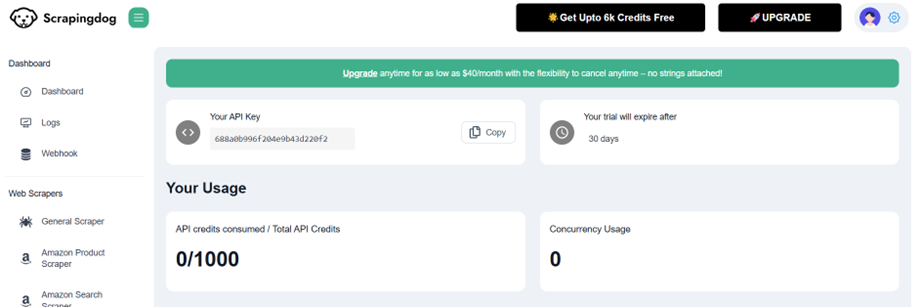 Scrapingdog
Get Upto 6k Credits Free
UPGRADE
Dashboard
Dashboard
Logs
Webhook
Web Scrapers
General Scraper
Amazon Product
Scraper
Amazon Search
Scraper
Upgrade anytime for as low as $40/month with the flexibility to cancel anytime – no strings attached!
Your API Key
688a0b996f204e9b43d220f2
Copy
Your trial will expire after
30 days
Your Usage
API credits consumed / Total API Credits
0/1000
Concurrency Usage
0